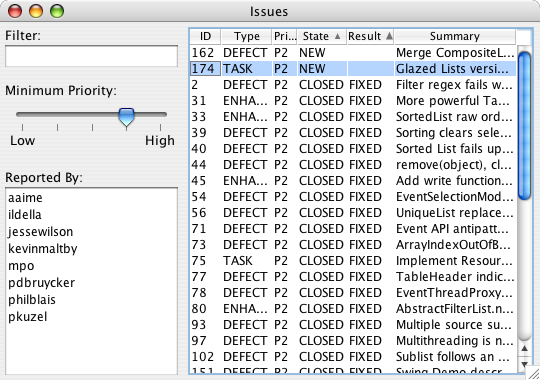 Issues
Filter:
Minimum Priority:
Low High
Reported By:
aaime
ildella
jessewilson
kevinmaltby
mpo
pdbruycker
philblais
pkuzel
ID Type Pri... State Result Summary
162 DEFECT P2 NEW Merge CompositeL...
174 TASK P2 NEW Glazed Lists versi...
2 DEFECT P2 CLOSED FIXED Filter regex fails w...
31 ENHA... P2 CLOSED FIXED More powerful Ta...
33 DEFECT P2 CLOSED FIXED SortedList raw ord...
39 DEFECT P2 CLOSED FIXED Sorting clears sele...
40 DEFECT P2 CLOSED FIXED Sorted List fails up...
44 DEFECT P2 CLOSED FIXED remove(object), cl...
45 ENHA... P2 CLOSED FIXED Add write function...
54 DEFECT P2 CLOSED FIXED EventSelectionMod...
56 DEFECT P2 CLOSED FIXED UniqueList replace...
71 DEFECT P2 CLOSED FIXED Event API antipatt...
73 DEFECT P2 CLOSED FIXED ArrayIndexOutOfB...
75 TASK P2 CLOSED FIXED Implement Resour...
77 DEFECT P2 CLOSED FIXED TableHeader indic...
78 DEFECT P2 CLOSED FIXED EventThreadProxy...
80 ENHA... P2 CLOSED FIXED AbstractFilterList.n...
93 DEFECT P2 CLOSED FIXED Multiple source su...
97 DEFECT P2 CLOSED FIXED Multithreading is n...
102 DEFECT P2 CLOSED FIXED Sublist follows an ...
151 DEFECT P2 CLOSED FIXED Swing Demo descr...